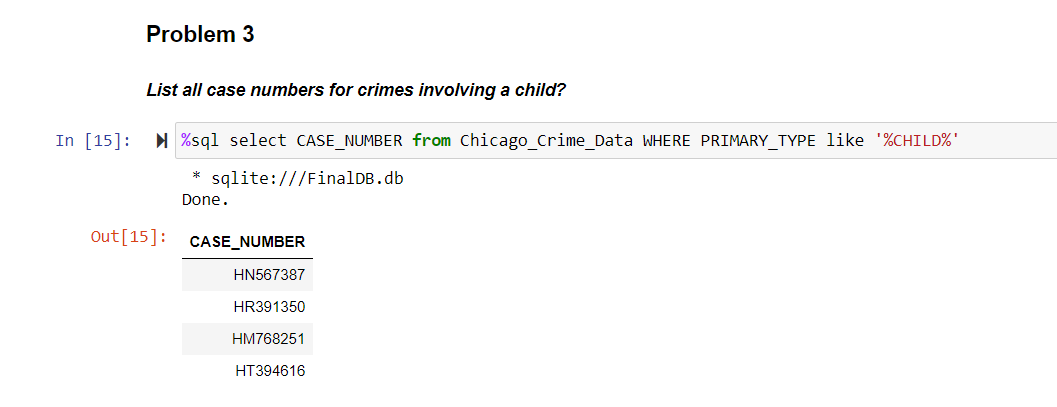 Problem 3
List all case numbers for crimes involving a child?
In [15]: %sql select CASE_NUMBER from Chicago_Crime_Data WHERE PRIMARY_TYPE like '%CHILD%'
* sqlite:///FinalDB.db
Done.
Out[15]: CASE_NUMBER
HN567387
HR391350
HM768251
HT394616